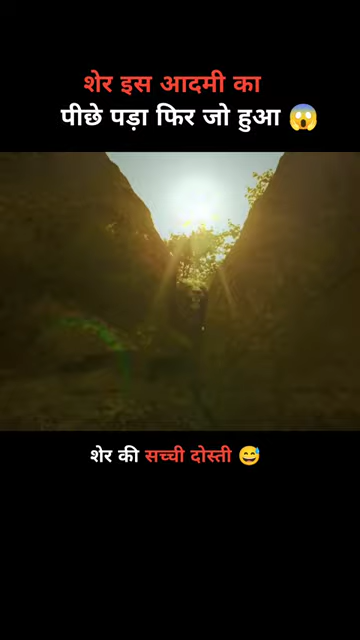 शेर इस आदमी का
पीछे पड़ा फिर जो हुआ 😱
शेर की सच्ची दोस्ती 😅